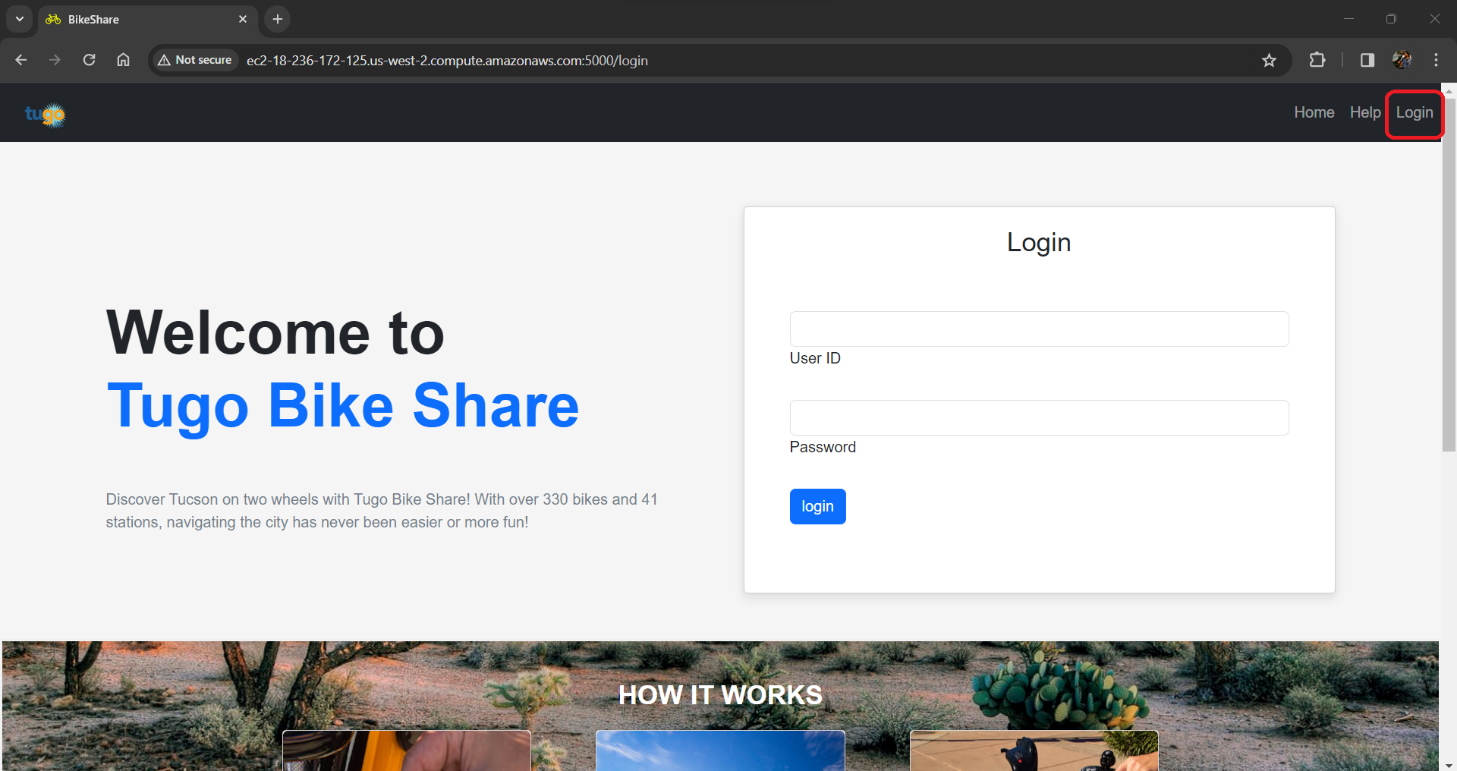 BikeShare
Not secure
ec2-18-236-172-125.us-west-2.compute.amazonaws.com:5000/login
tugo
Home Help Login
Login
User ID
Password
login
Welcome to
Tugo Bike Share
Discover Tucson on two wheels with Tugo Bike Share! With over 330 bikes and 41
stations, navigating the city has never been easier or more fun!
HOW IT WORKS